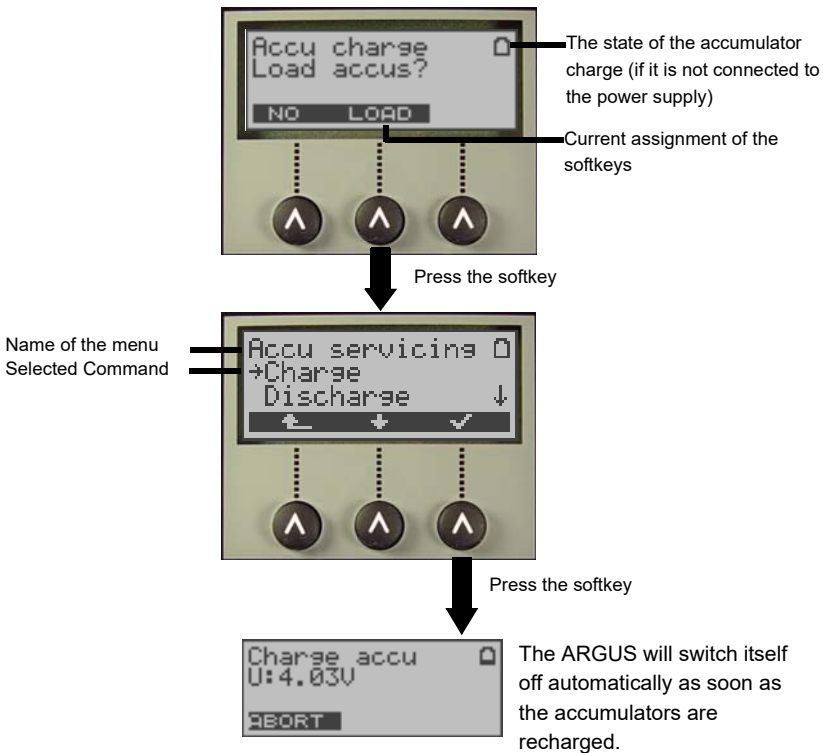 Accu charge
Load accus?
NO LOAD
The state of the accumulator
charge (if it is not connected to
the power supply)
Current assignment of the
softkeys
Press the softkey
Name of the menu
Selected Command
Accu servicing
→Charge
Discharge ↓
Press the softkey
Charge accu
U:4.03V
ABORT
The ARGUS will switch itself
off automatically as soon as
the accumulators are
recharged.